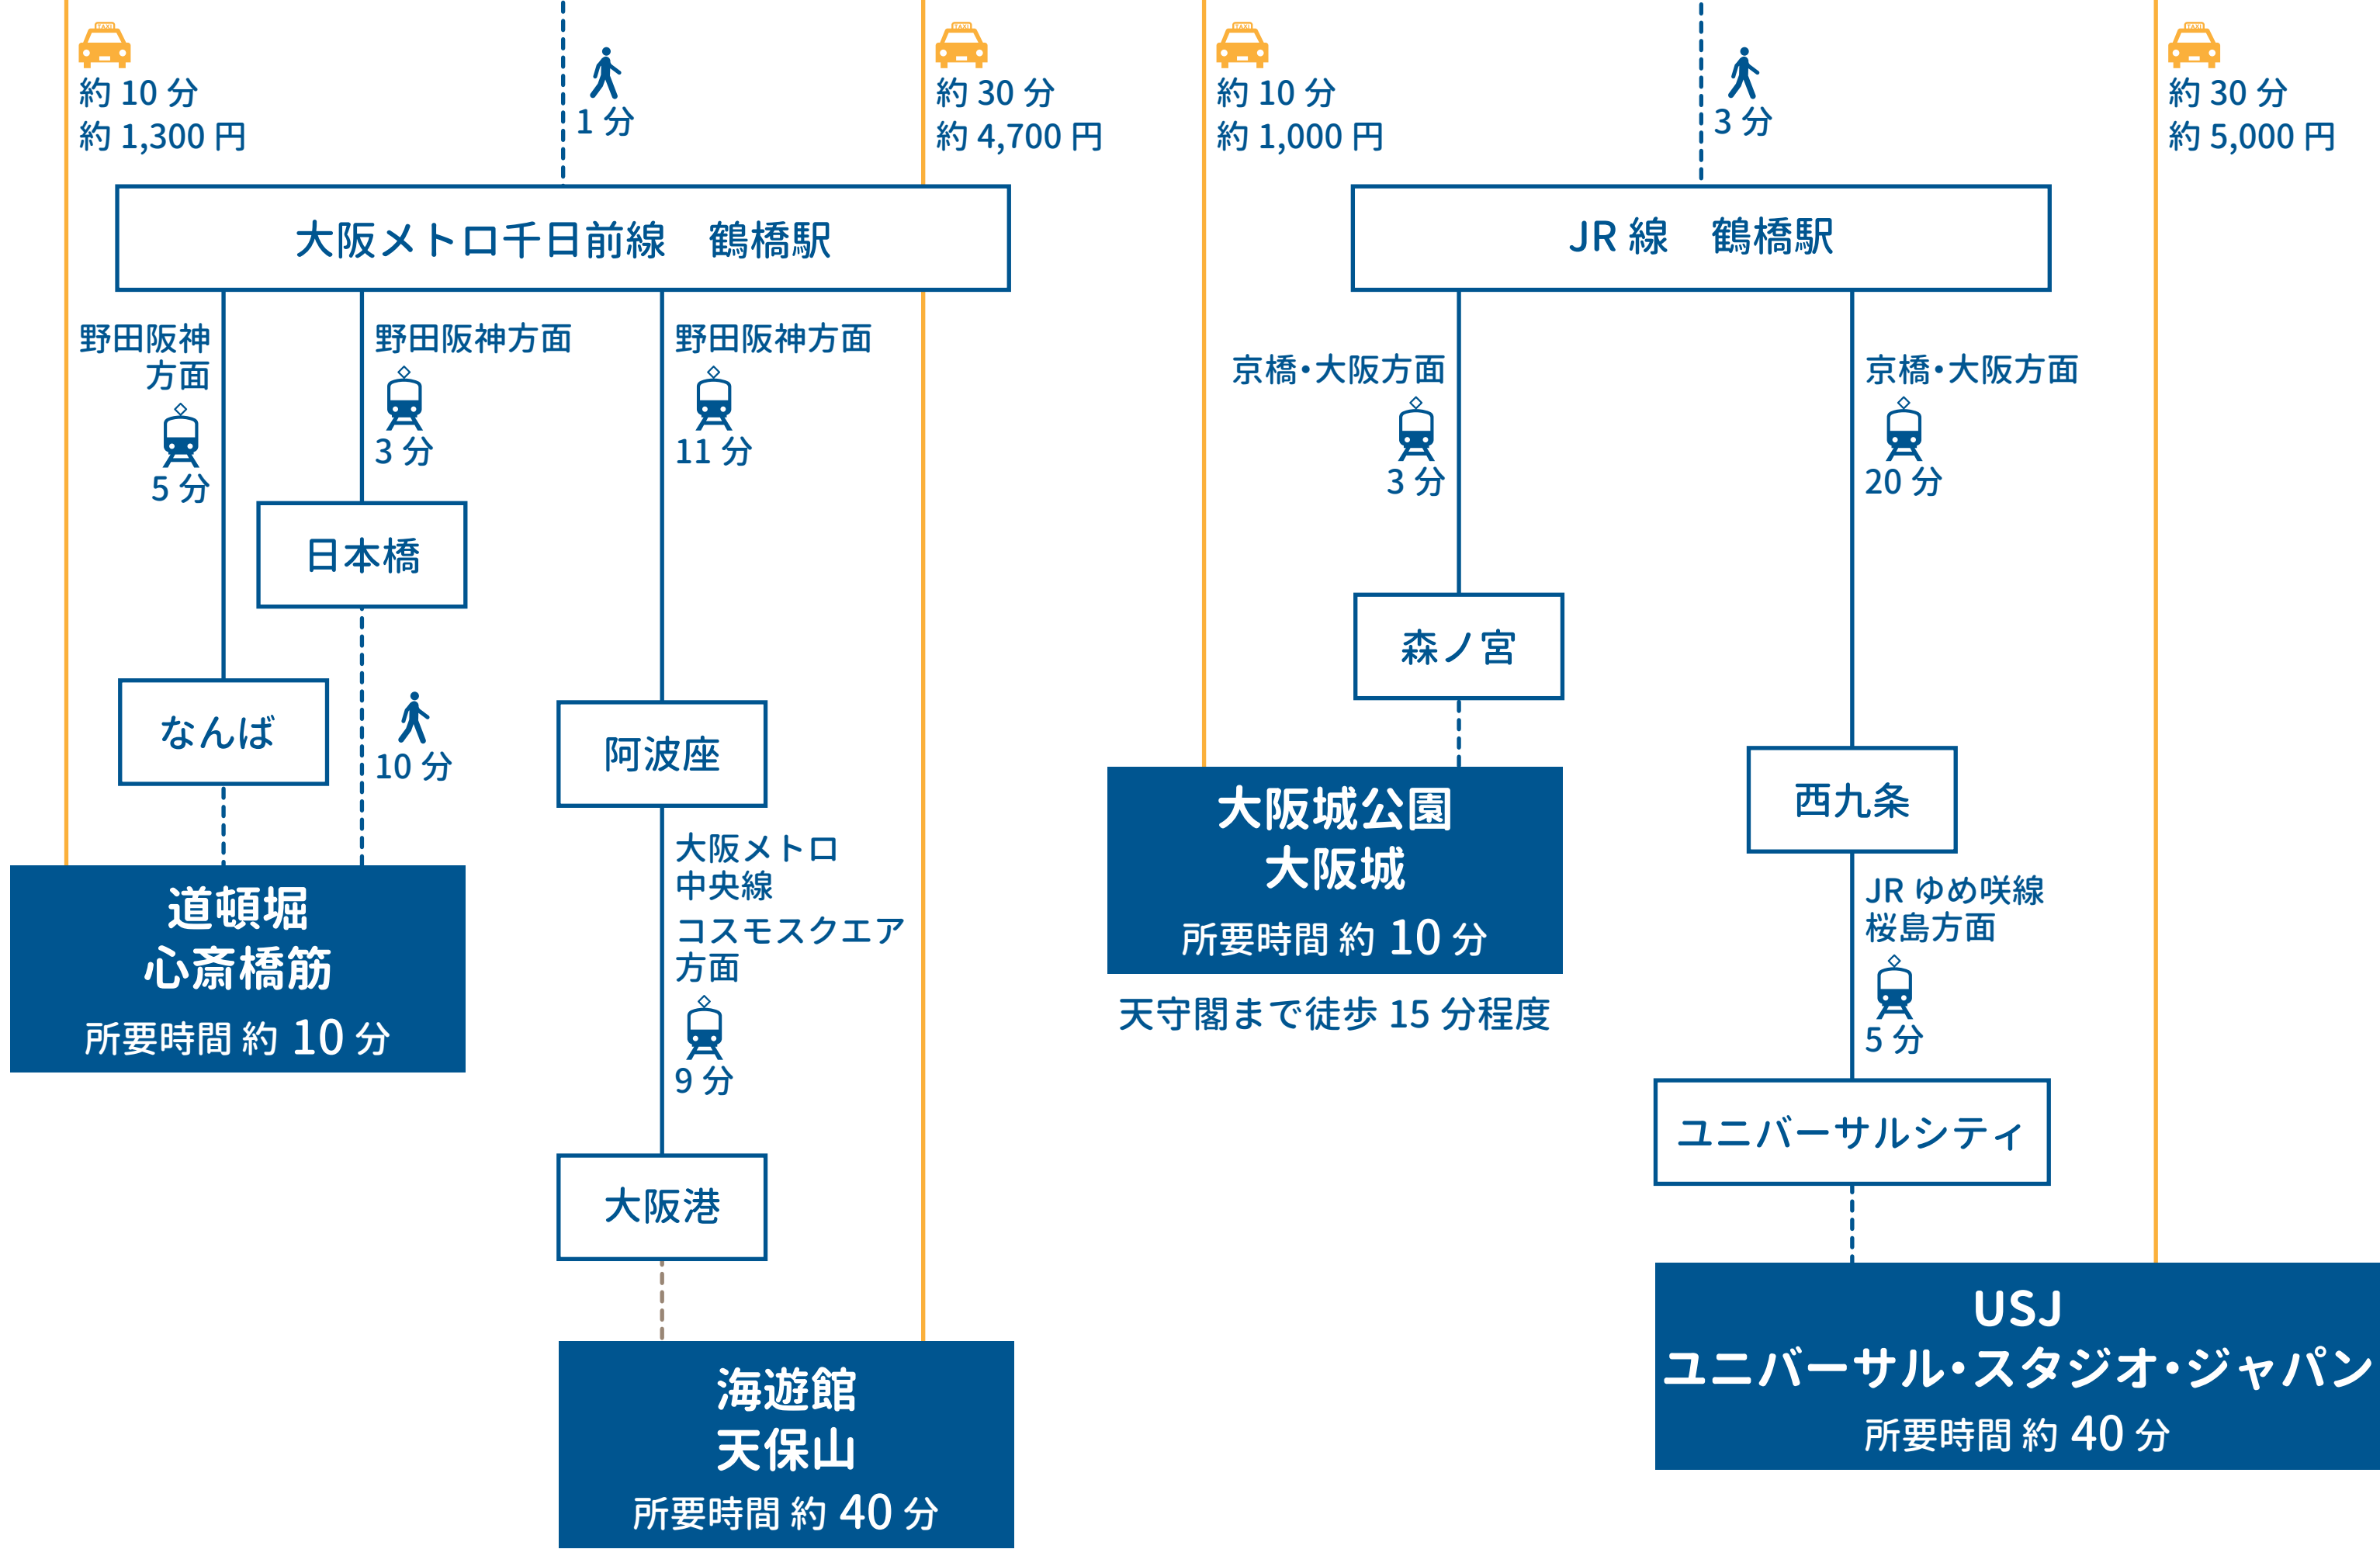 約 10 分
約 1,300 円
1 分
約 30 分
約 4,700 円
大阪メトロ千日前線　鶴橋駅
野田阪神
方面
5 分
野田阪神方面
3 分
野田阪神方面
11 分
日本橋
なんば
10 分
阿波座
道頓堀
心斎橋筋
所要時間 約 10 分
大阪メトロ
中央線
コスモスクエア
方面
9 分
大阪港
海遊館
天保山
所要時間 約 40 分
約 10 分
約 1,000 円
3 分
約 30 分
約 5,000 円
JR 線　鶴橋駅
京橋・大阪方面
3 分
京橋・大阪方面
20 分
森ノ宮
大阪城公園
大阪城
所要時間 約 10 分
天守閣まで徒歩 15 分程度
西九条
JR ゆめ咲線
桜島方面
5 分
ユニバーサルシティ
USJ
ユニバーサル・スタジオ・ジャパン
所要時間 約 40 分